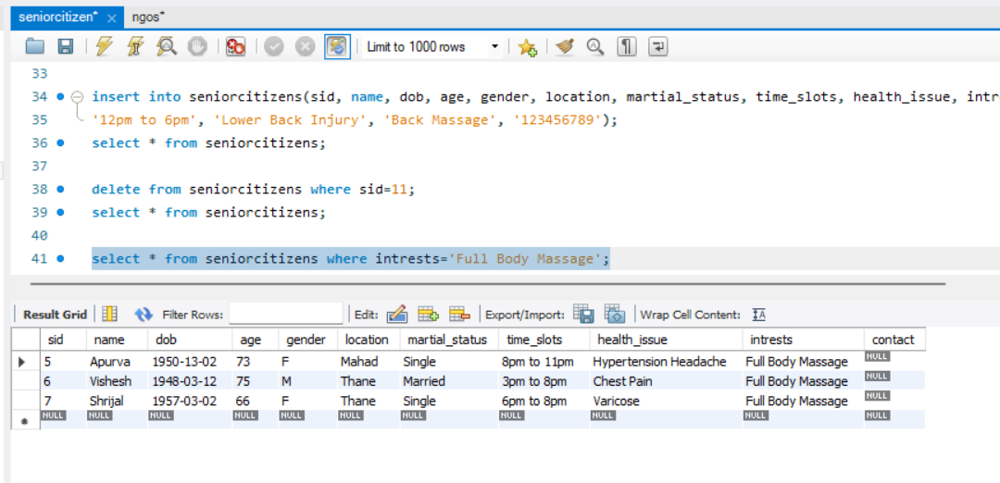 seniorcitizen* ngos*
Limit to 1000 rows
33
34 insert into seniorcitizens(sid, name, dob, age, gender, location, martial_status, time_slots, health_issue, intr
35 '12pm to 6pm', 'Lower Back Injury', 'Back Massage', '123456789');
36 select * from seniorcitizens;
37
38 delete from seniorcitizens where sid=11;
39 select * from seniorcitizens;
40
41 select * from seniorcitizens where intrests='Full Body Massage';
Result Grid Filter Rows: Edit: Export/Import: Wrap Cell Content: IA
sid name dob age gender location martial_status time_slots health_issue intrests contact
5 Apurva 1950-13-02 73 F Mahad Single 8pm to 11pm Hypertension Headache Full Body Massage NULL
6 Vishesh 1948-03-12 75 M Thane Married 3pm to 8pm Chest Pain Full Body Massage NULL
7 Shrijal 1957-03-02 66 F Thane Single 6pm to 8pm Varicose Full Body Massage NULL
NULL NULL NULL NULL NULL NULL NULL NULL NULL NULL NULL